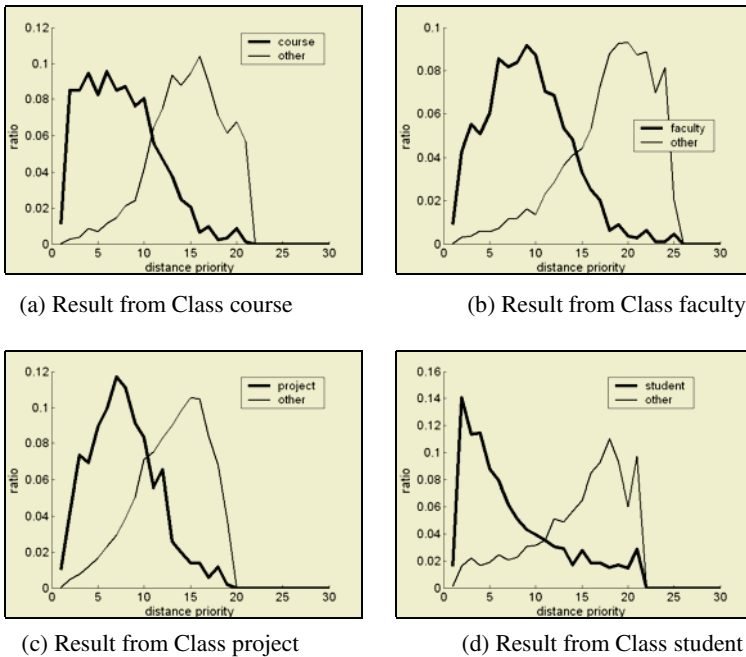 0.12
0.1
0.08
0.06
0.04
0.02
0
0 5 10 15 20 25 30
ratio
distance priority
course
other
(a) Result from Class course
0.1
0.08
0.06
0.04
0.02
0
0 5 10 15 20 25 30
ratio
distance priority
faculty
other
(b) Result from Class faculty
0.12
0.1
0.08
0.06
0.04
0.02
0
0 5 10 15 20 25 30
ratio
distance priority
project
other
(c) Result from Class project
0.16
0.14
0.12
0.1
0.08
0.06
0.04
0.02
0
0 5 10 15 20 25 30
ratio
distance priority
student
other
(d) Result from Class student